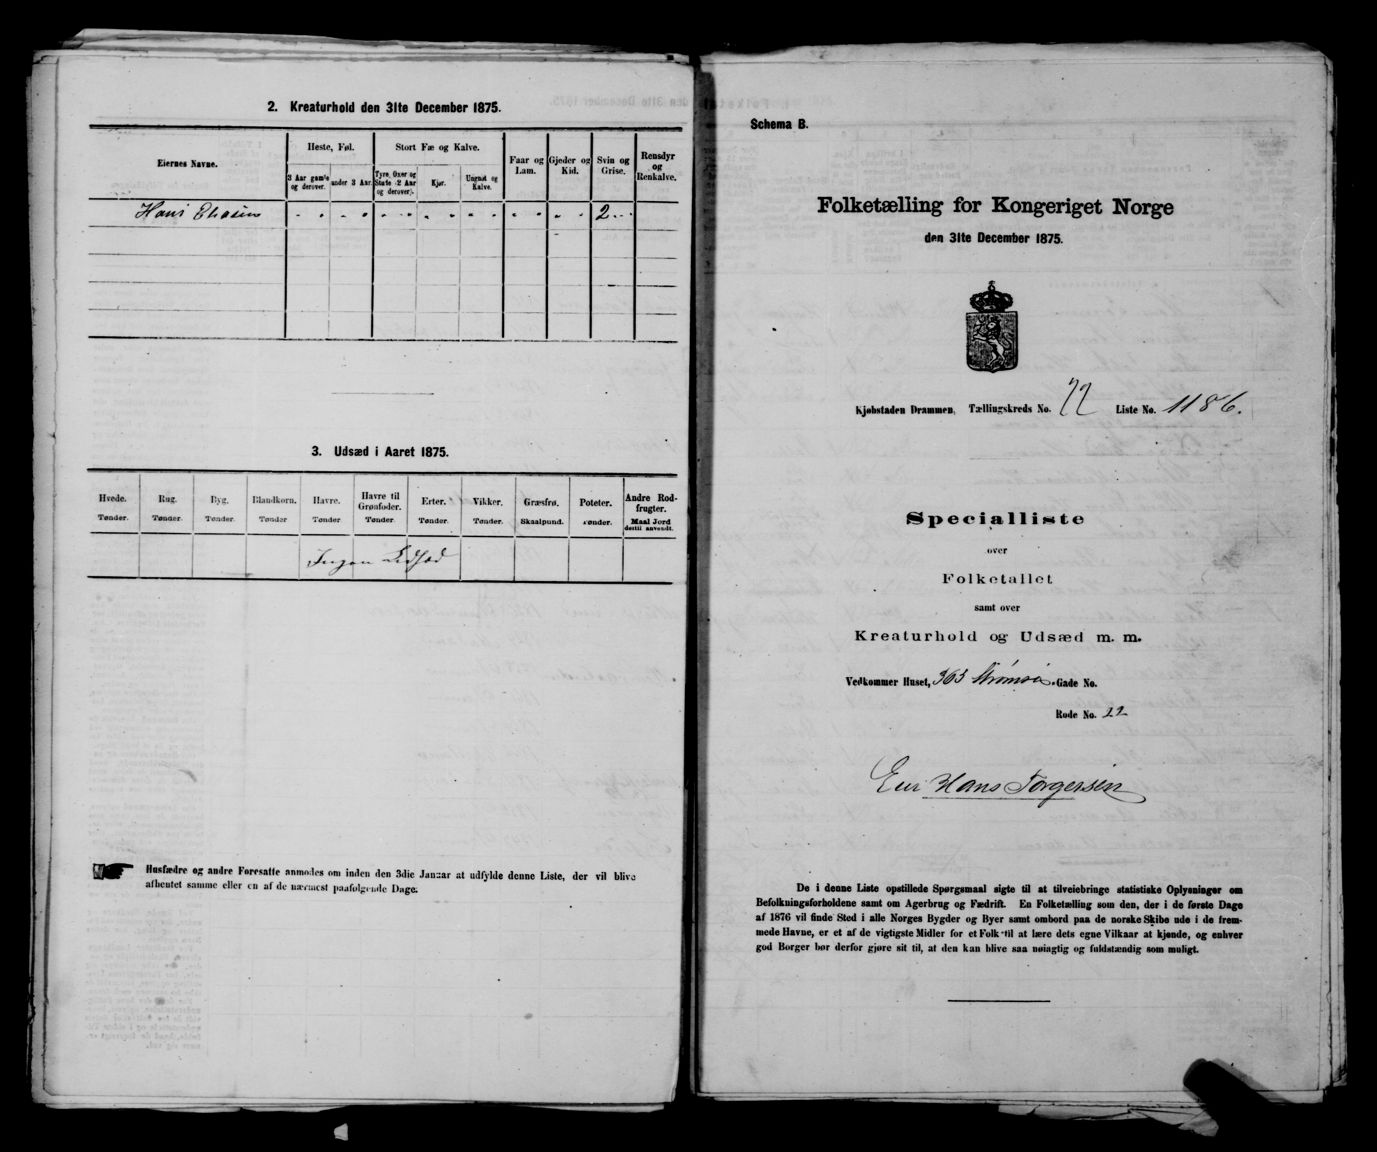 2. Kreaturhold den 31te December 1875.
Eiernes Navne.
Heste, Føl.
Stort Fæ og Kalve.
Faar og Lam.
Gjeder og Kid.
Svin og Grise.
Rensdyr og Renkalve.
3 Aar gamle og derover.
under 3 Aar.
Tyre, Oxer og Stude (2 Aar og derover).
Kjør.
Ungnød og Kalve.
Hans 2
3. Udsæd i Aaret 1875.
Hvede. Rug. Byg. Blandkorn. Havre. Havre til Grønfoder. Erter. Vikker. Græsfrø. Poteter. Andre Rodfrugter.
Tønder. Tønder. Tønder. Tønder Tønder Tønder. Tønder. Tønder. Skaalpund. Tønder. Maal Jord dertil anvendt.
Ingen Udsæd
Husfædre og andre Foresatte anmodes om inden den 3die Januar at udfylde denne Liste, der vil blive
afhentet samme eller en af de nærmest paafølgende Dage.
Schema B.
Folketælling for Kongeriget Norge
den 31te December 1875.
Kjøbstaden Drammen, Tællingskreds No. 22 Liste No. 1186.
Specialliste
over
Folketallet
samt over
Kreaturhold og Udsæd m. m.
Vedkommer Huset, 363 Strømsø Gade No.
Rode No. 22
Eier Hans Torgersen
De i denne Liste opstillede Spørgsmaal sigte til at tilveiebringe statistiske Oplysninger om
Befolkningsforholdene samt om Agerbrug og Fædrift. En Folketælling som den, der i de første Dage
af 1876 vil finde Sted i alle Norges Bygder og Byer samt ombord paa de norske Skibe ude i de frem-
mede Havne, er et af de vigtigste Midler for et Folk til at lære dets egne Vilkaar at kjende, og enhver
god Borger bør derfor gjøre sit til, at den kan blive saa nøiagtig og fuldstændig som muligt.